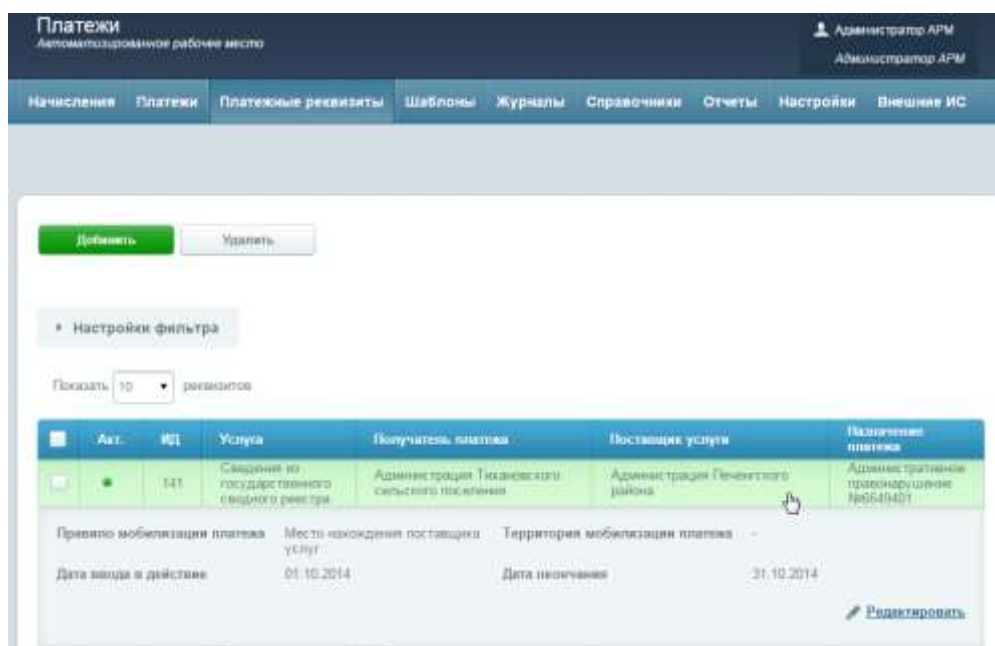 Платежи
Автоматизированное рабочее место
Администратор АРМ
Администратор АРМ
Начисления Платежи Платежные реквизиты Шаблоны Журналы Справочники Отчеты Настройки Внешние ИС
Добавить Удалить
Настройки фильтра
Показать 10 реквизитов
Акт. ИД Услуга Получатель платежа Поставщик услуги Назначение платежа
141 Сведения из государственного сводного реестра
Администрация Тихановского сельского поселения
Администрация Печенгского района
Административное правонарушение №6649401
Правило мобилизации платежа Место нахождения поставщика услуг Территория мобилизации платежа -
Дата ввода в действие 01.10.2014 Дата окончания 31.10.2014
Редактировать